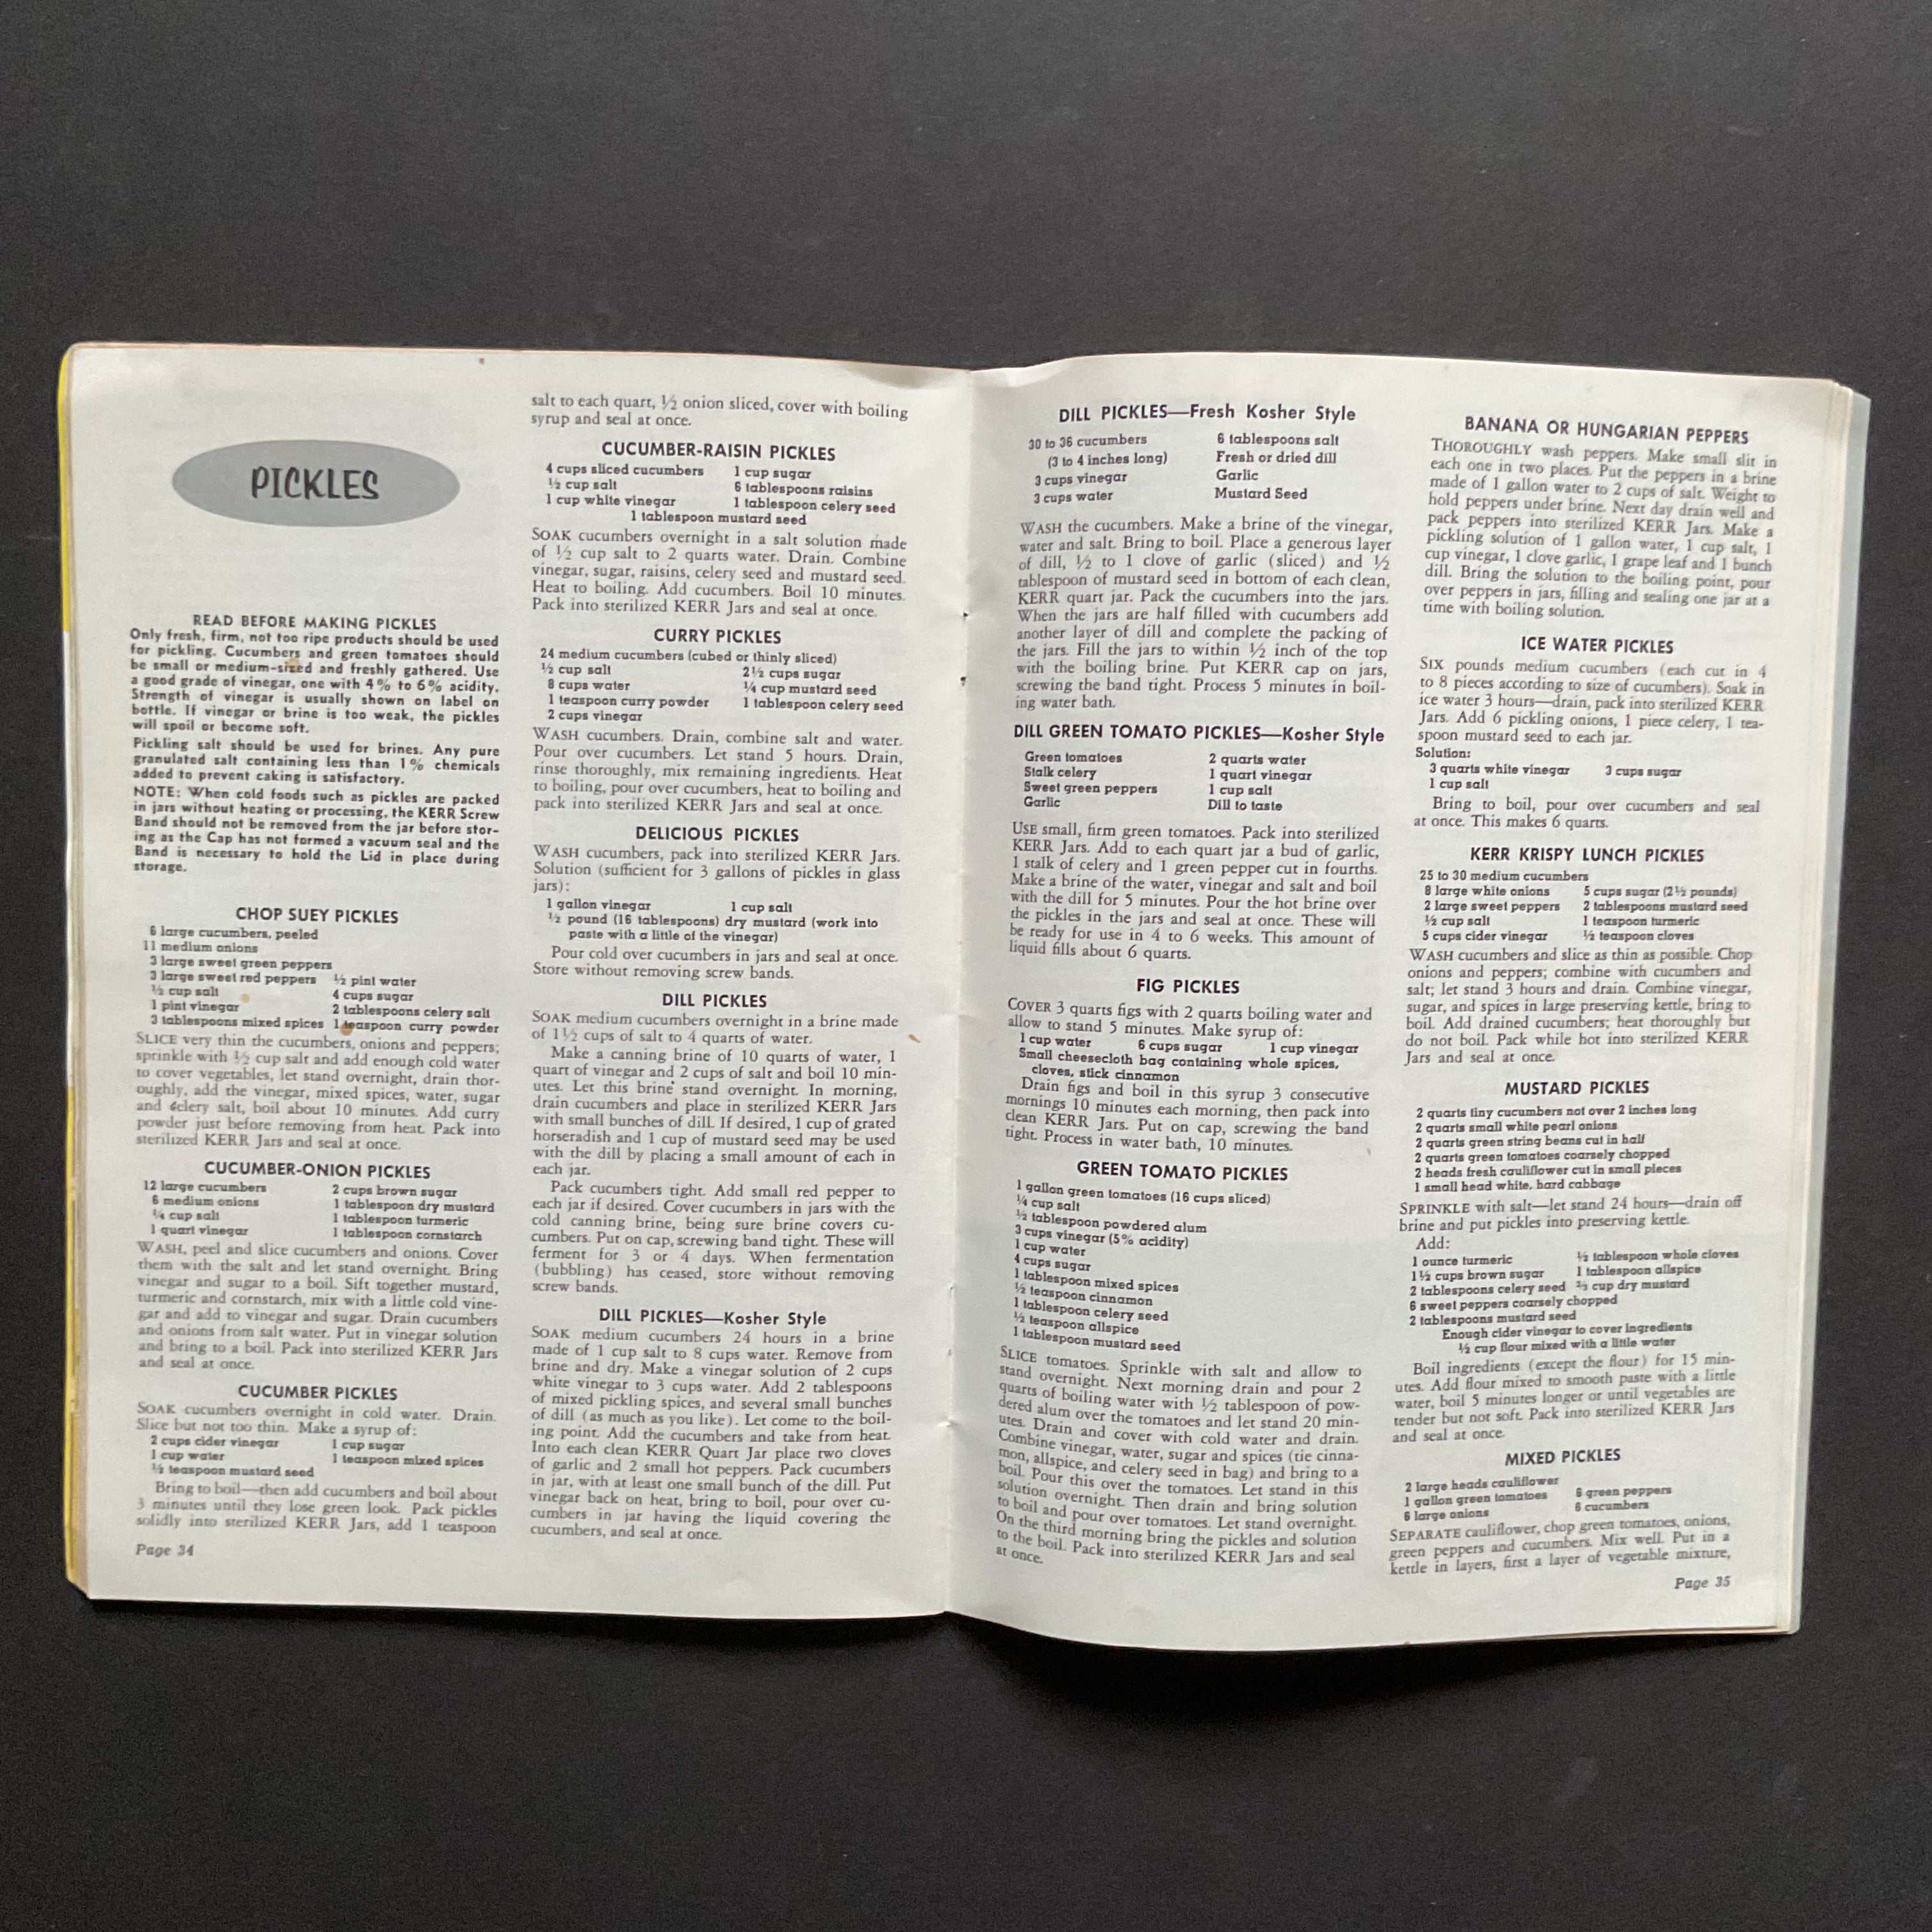 PICKLES
READ BEFORE MAKING PICKLES
Only fresh, firm, not too ripe products should be used
for pickling. Cucumbers and green tomatoes should
be small or medium-sized and freshly gathered. Use
a good grade of vinegar, one with 4% to 6% acidity.
Strength of vinegar is usually shown on label on
bottle. If vinegar or brine is too weak, the pickles
will spoil or become soft.
Pickling salt should be used for brines. Any pure
granulated salt containing less than 1% chemicals
added to prevent caking is satisfactory.
NOTE: When cold foods such as pickles are packed
in jars without heating or processing, the KERR Screw
Band should not be removed from the jar before stor-
ing as the Cap has not formed a vacuum seal and the
Band is necessary to hold the Lid in place during
storage.
CHOP SUEY PICKLES
6 large cucumbers, peeled
11 medium onions
3 large sweet green peppers
3 large sweet red peppers ½ pint water
½ cup salt 4 cups sugar
1 pint vinegar 2 tablespoons celery salt
3 tablespoons mixed spices 1 teaspoon curry powder
SLICE very thin the cucumbers, onions and peppers;
sprinkle with ½ cup salt and add enough cold water
to cover vegetables, let stand overnight, drain thor-
oughly, add the vinegar, mixed spices, water, sugar
and celery salt, boil about 10 minutes. Add curry
powder just before removing from heat. Pack into
sterilized KERR Jars and seal at once.
CUCUMBER-ONION PICKLES
12 large cucumbers 2 cups brown sugar
6 medium onions 1 tablespoon dry mustard
¼ cup salt 1 tablespoon turmeric
1 quart vinegar 1 tablespoon cornstarch
WASH, peel and slice cucumbers and onions. Cover
them with the salt and let stand overnight. Bring
vinegar and sugar to a boil. Sift together mustard,
turmeric and cornstarch, mix with a little cold vine-
gar and add to vinegar and sugar. Drain cucumbers
and onions from salt water. Put in vinegar solution
and bring to a boil. Pack into sterilized KERR Jars
and seal at once.
CUCUMBER PICKLES
SOAK cucumbers overnight in cold water. Drain.
Slice but not too thin. Make a syrup of:
2 cups cider vinegar 1 cup sugar
1 cup water 1 teaspoon mixed spices
½ teaspoon mustard seed
Bring to boil—then add cucumbers and boil about
3 minutes until they lose green look. Pack pickles
solidly into sterilized KERR Jars, add 1 teaspoon
Page 34
salt to each quart, ½ onion sliced, cover with boiling
syrup and seal at once.
CUCUMBER-RAISIN PICKLES
4 cups sliced cucumbers 1 cup sugar
½ cup salt 6 tablespoons raisins
1 cup white vinegar 1 tablespoon celery seed
1 tablespoon mustard seed
SOAK cucumbers overnight in a salt solution made
of ½ cup salt to 2 quarts water. Drain. Combine
vinegar, sugar, raisins, celery seed and mustard seed.
Heat to boiling. Add cucumbers. Boil 10 minutes.
Pack into sterilized KERR Jars and seal at once.
CURRY PICKLES
24 medium cucumbers (cubed or thinly sliced)
½ cup salt 2½ cups sugar
8 cups water ¼ cup mustard seed
1 teaspoon curry powder 1 tablespoon celery seed
2 cups vinegar
WASH cucumbers. Drain, combine salt and water.
Pour over cucumbers. Let stand 5 hours. Drain,
rinse thoroughly, mix remaining ingredients. Heat
to boiling, pour over cucumbers, heat to boiling and
pack into sterilized KERR Jars and seal at once.
DELICIOUS PICKLES
WASH cucumbers, pack into sterilized KERR Jars.
Solution (sufficient for 3 gallons of pickles in glass
jars):
1 gallon vinegar 1 cup salt
½ pound (16 tablespoons) dry mustard (work into
paste with a little of the vinegar)
Pour cold over cucumbers in jars and seal at once.
Store without removing screw bands.
DILL PICKLES
SOAK medium cucumbers overnight in a brine made
of 1½ cups of salt to 4 quarts of water.
Make a canning brine of 10 quarts of water, 1
quart of vinegar and 2 cups of salt and boil 10 min-
utes. Let this brine stand overnight. In morning,
drain cucumbers and place in sterilized KERR Jars
with small bunches of dill. If desired, 1 cup of grated
horseradish and 1 cup of mustard seed may be used
with the dill by placing a small amount of each in
each jar.
Pack cucumbers tight. Add small red pepper to
each jar if desired. Cover cucumbers in jars with the
cold canning brine, being sure brine covers cu-
cumbers. Put on cap, screwing band tight. These will
ferment for 3 or 4 days. When fermentation
(bubbling) has ceased, store without removing
screw bands.
DILL PICKLES—Kosher Style
SOAK medium cucumbers 24 hours in a brine
made of 1 cup salt to 8 cups water. Remove from
brine and dry. Make a vinegar solution of 2 cups
white vinegar to 3 cups water. Add 2 tablespoons
of mixed pickling spices, and several small bunches
of dill (as much as you like). Let come to the boil-
ing point. Add the cucumbers and take from heat.
Into each clean KERR Quart Jar place two cloves
of garlic and 2 small hot peppers. Pack cucumbers
in jar, with at least one small bunch of the dill. Put
vinegar back on heat, bring to boil, pour over cu-
cumbers in jar having the liquid covering the
cucumbers, and seal at once.
DILL PICKLES—Fresh Kosher Style
30 to 36 cucumbers 6 tablespoons salt
(3 to 4 inches long) Fresh or dried dill
3 cups vinegar Garlic
3 cups water Mustard Seed
WASH the cucumbers. Make a brine of the vinegar,
water and salt. Bring to boil. Place a generous layer
of dill, ½ to 1 clove of garlic (sliced) and ½
tablespoon of mustard seed in bottom of each clean,
KERR quart jar. Pack the cucumbers into the jars.
When the jars are half filled with cucumbers add
another layer of dill and complete the packing of
the jars. Fill the jars to within ½ inch of the top
with the boiling brine. Put KERR cap on jars,
screwing the band tight. Process 5 minutes in boil-
ing water bath.
DILL GREEN TOMATO PICKLES—Kosher Style
Green tomatoes 2 quarts water
Stalk celery 1 quart vinegar
Sweet green peppers 1 cup salt
Garlic Dill to taste
USE small, firm green tomatoes. Pack into sterilized
KERR Jars. Add to each quart jar a bud of garlic,
1 stalk of celery and 1 green pepper cut in fourths.
Make a brine of the water, vinegar and salt and boil
with the dill for 5 minutes. Pour the hot brine over
the pickles in the jars and seal at once. These will
be ready for use in 4 to 6 weeks. This amount of
liquid fills about 6 quarts.
FIG PICKLES
COVER 3 quarts figs with 2 quarts boiling water and
allow to stand 5 minutes. Make syrup of:
1 cup water 6 cups sugar 1 cup vinegar
Small cheesecloth bag containing whole spices,
cloves, stick cinnamon
Drain figs and boil in this syrup 3 consecutive
mornings 10 minutes each morning, then pack into
clean KERR Jars. Put on cap, screwing the band
tight. Process in water bath, 10 minutes.
GREEN TOMATO PICKLES
1 gallon green tomatoes (16 cups sliced)
¼ cup salt
½ tablespoon powdered alum
3 cups vinegar (5% acidity)
1 cup water
4 cups sugar
1 tablespoon mixed spices
½ teaspoon cinnamon
1 tablespoon celery seed
½ teaspoon allspice
1 tablespoon mustard seed
SLICE tomatoes. Sprinkle with salt and allow to
stand overnight. Next morning drain and pour 2
quarts of boiling water with ½ tablespoon of pow-
dered alum over the tomatoes and let stand 20 min-
utes. Drain and cover with cold water and drain.
Combine vinegar, water, sugar and spices (tie cinna-
mon, allspice, and celery seed in bag) and bring to a
boil. Pour this over the tomatoes. Let stand in this
solution overnight. Then drain and bring solution
to boil and pour over tomatoes. Let stand overnight.
On the third morning bring the pickles and solution
to the boil. Pack into sterilized KERR Jars and seal
at once.
BANANA OR HUNGARIAN PEPPERS
THOROUGHLY wash peppers. Make small slit in
each one in two places. Put the peppers in a brine
made of 1 gallon water to 2 cups of salt. Weight to
hold peppers under brine. Next day drain well and
pack peppers into sterilized KERR Jars. Make a
pickling solution of 1 gallon water, 1 cup salt, 1
cup vinegar, 1 clove garlic, 1 grape leaf and 1 bunch
dill. Bring the solution to the boiling point, pour
over peppers in jars, filling and sealing one jar at a
time with boiling solution.
ICE WATER PICKLES
SIX pounds medium cucumbers (each cut in 4
to 8 pieces according to size of cucumbers). Soak in
ice water 3 hours—drain, pack into sterilized KERR
Jars. Add 6 pickling onions, 1 piece celery, 1 tea-
spoon mustard seed to each jar.
Solution:
3 quarts white vinegar 3 cups sugar
1 cup salt
Bring to boil, pour over cucumbers and seal
at once. This makes 6 quarts.
KERR KRISPY LUNCH PICKLES
25 to 30 medium cucumbers
8 large white onions 5 cups sugar (2½ pounds)
2 large sweet peppers 2 tablespoons mustard seed
½ cup salt 1 teaspoon turmeric
5 cups cider vinegar ½ teaspoon cloves
WASH cucumbers and slice as thin as possible. Chop
onions and peppers; combine with cucumbers and
salt; let stand 3 hours and drain. Combine vinegar,
sugar, and spices in large preserving kettle, bring to
boil. Add drained cucumbers; heat thoroughly but
do not boil. Pack while hot into sterilized KERR
Jars and seal at once.
MUSTARD PICKLES
2 quarts tiny cucumbers not over 2 inches long
2 quarts small white pearl onions
2 quarts green string beans cut in half
2 quarts green tomatoes coarsely chopped
2 heads fresh cauliflower cut in small pieces
1 small head white, hard cabbage
SPRINKLE with salt—let stand 24 hours—drain off
brine and put pickles into preserving kettle.
Add:
1 ounce turmeric ½ tablespoon whole cloves
1½ cups brown sugar 1 tablespoon allspice
2 tablespoons celery seed ⅔ cup dry mustard
6 sweet peppers coarsely chopped
2 tablespoons mustard seed
Enough cider vinegar to cover ingredients
½ cup flour mixed with a little water
Boil ingredients (except the flour) for 15 min-
utes. Add flour mixed to smooth paste with a little
water, boil 5 minutes longer or until vegetables are
tender but not soft. Pack into sterilized KERR Jars
and seal at once.
MIXED PICKLES
2 large heads cauliflower
1 gallon green tomatoes 6 green peppers
6 large onions 6 cucumbers
SEPARATE cauliflower, chop green tomatoes, onions,
green peppers and cucumbers. Mix well. Put in a
kettle in layers, first a layer of vegetable mixture,
Page 35